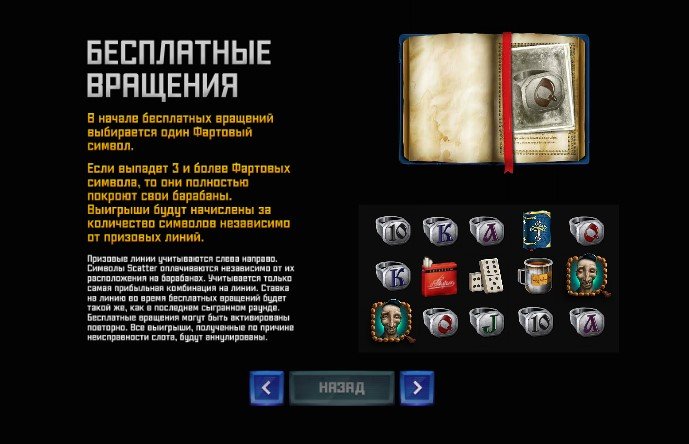 БЕСПЛАТНЫЕ
ВРАЩЕНИЯ
В начале бесплатных вращений
выбирается один Фартовый
символ.
Если выпадет 3 и более Фартовых
символа, то они полностью
покроют свои барабаны.
Выигрыши будут начислены за
количество символов независимо
от призовых линий.
Призовые линии учитываются слева направо.
Символы Scatter оплачиваются независимо от их
расположения на барабанах. Учитывается только
самая прибыльная комбинация на линии. Ставка
на линию во время бесплатных вращений будет
такой же, как в последнем сыгранном раунде.
Бесплатные вращения могут быть активированы
повторно. Все выигрыши, полученные по причине
неисправности слота, будут аннулированы.
10 K A Q
K
Q J 10 A
НАЗАД